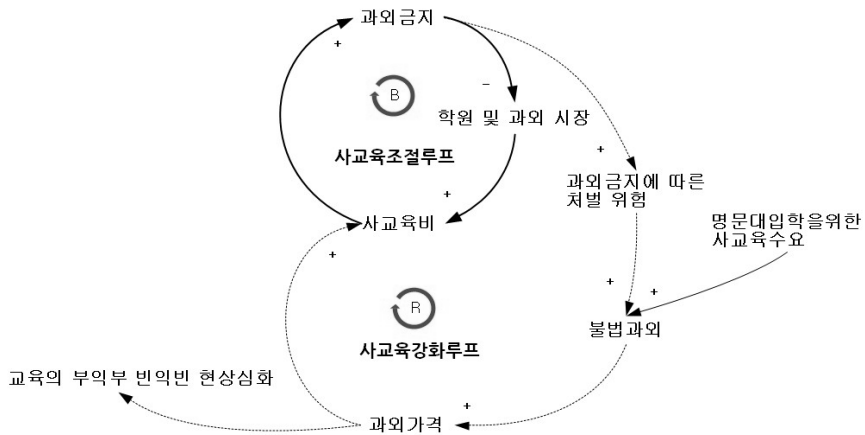 과외금지
+
B
-
학원 및 과외 시장
사교육조절루프
+
과외금지에 따른
처벌 위험
+
사교육비
명문대입학을위한
사교육수요
+
R
+
+
불법과외
사교육강화루프
교육의 부익부 빈익빈 현상심화
+
과외가격